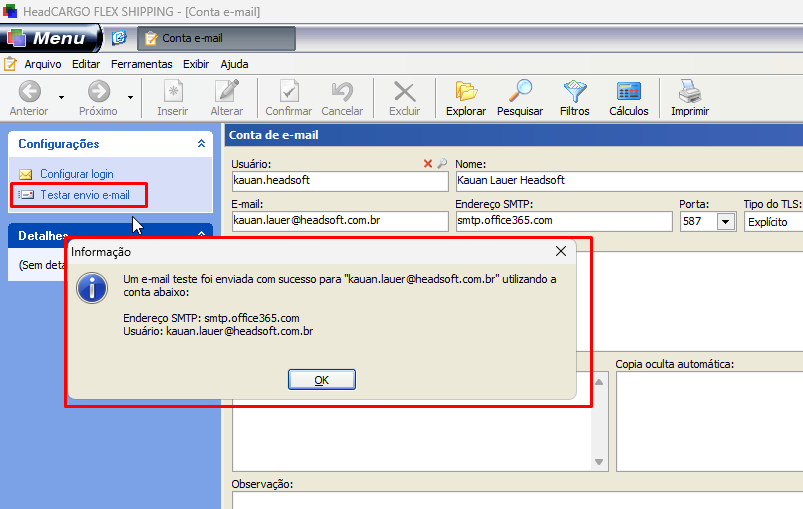 HeadCARGO FLEX SHIPPING - [Conta e-mail]
Menu
Conta e-mail
Arquivo Editar Ferramentas Exibir Ajuda
Anterior Próximo Inserir Alterar Confirmar Cancelar Excluir Explorar Pesquisar Filtros Cálculos Imprimir
Configurações
Configurar login
Testar envio e-mail
Detalhes
(Sem deta
Conta de e-mail
Usuário: Nome:
kauan.headsoft Kauan Lauer Headsoft
E-mail: Endereço SMTP: Porta: Tipo do TLS:
kauan.lauer@headsoft.com.br smtp.office365.com 587 Explícito
Informação
Um e-mail teste foi enviada com sucesso para "kauan.lauer@headsoft.com.br" utilizando a
conta abaixo:
Endereço SMTP: smtp.office365.com
Usuário: kauan.lauer@headsoft.com.br
OK
Copia oculta automática:
Observação: